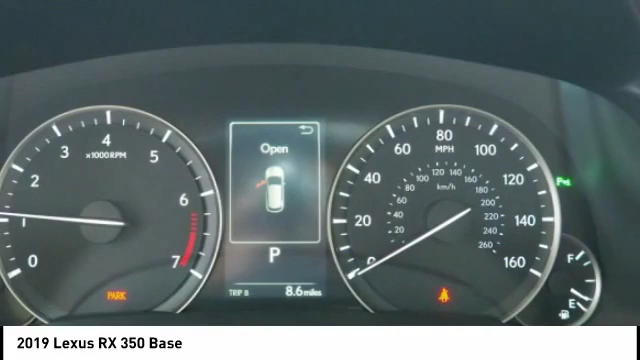 4
3
5
x1000RPM
2
6
1
0
7
PARK
Open
P
TRIP B 8.6 miles
80
MPH
60 100
40 120
20 140
0 160
km/h
120 140
100 160
80 180
60 200
40 220
20 240
260
F
E
2019 Lexus RX 350 Base